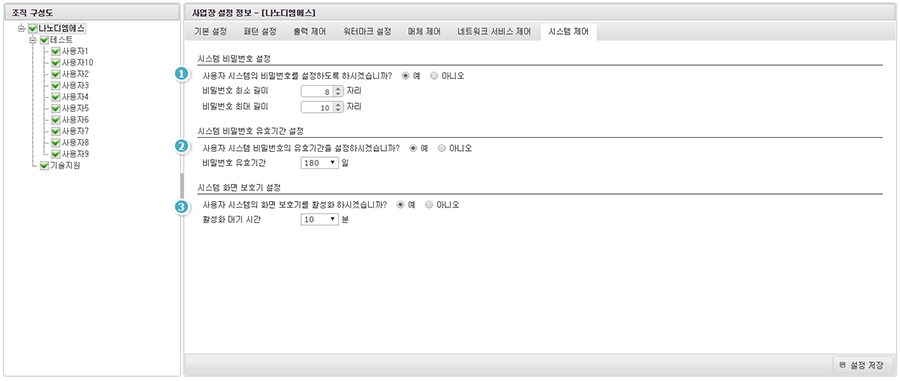 조직 구성도
나노디엠에스
테스트
사용자1
사용자10
사용자2
사용자3
사용자4
사용자5
사용자6
사용자7
사용자8
사용자9
기술지원
사업장 설정 정보 - [나노디엠에스]
기본 설정 패턴 설정 출력 제어 워터마크 설정 매체 제어 네트워크 서비스 제어 시스템 제어
시스템 비밀번호 설정
1 사용자 시스템의 비밀번호를 설정하도록 하시겠습니까? 예 아니오
비밀번호 최소 길이 8 자리
비밀번호 최대 길이 10 자리
시스템 비밀번호 유효기간 설정
2 사용자 시스템 비밀번호의 유효기간을 설정하시겠습니까? 예 아니오
비밀번호 유효기간 180 일
시스템 화면 보호기 설정
3 사용자 시스템의 화면 보호기를 활성화 하시겠습니까? 예 아니오
활성화 대기 시간 10 분
설정 저장